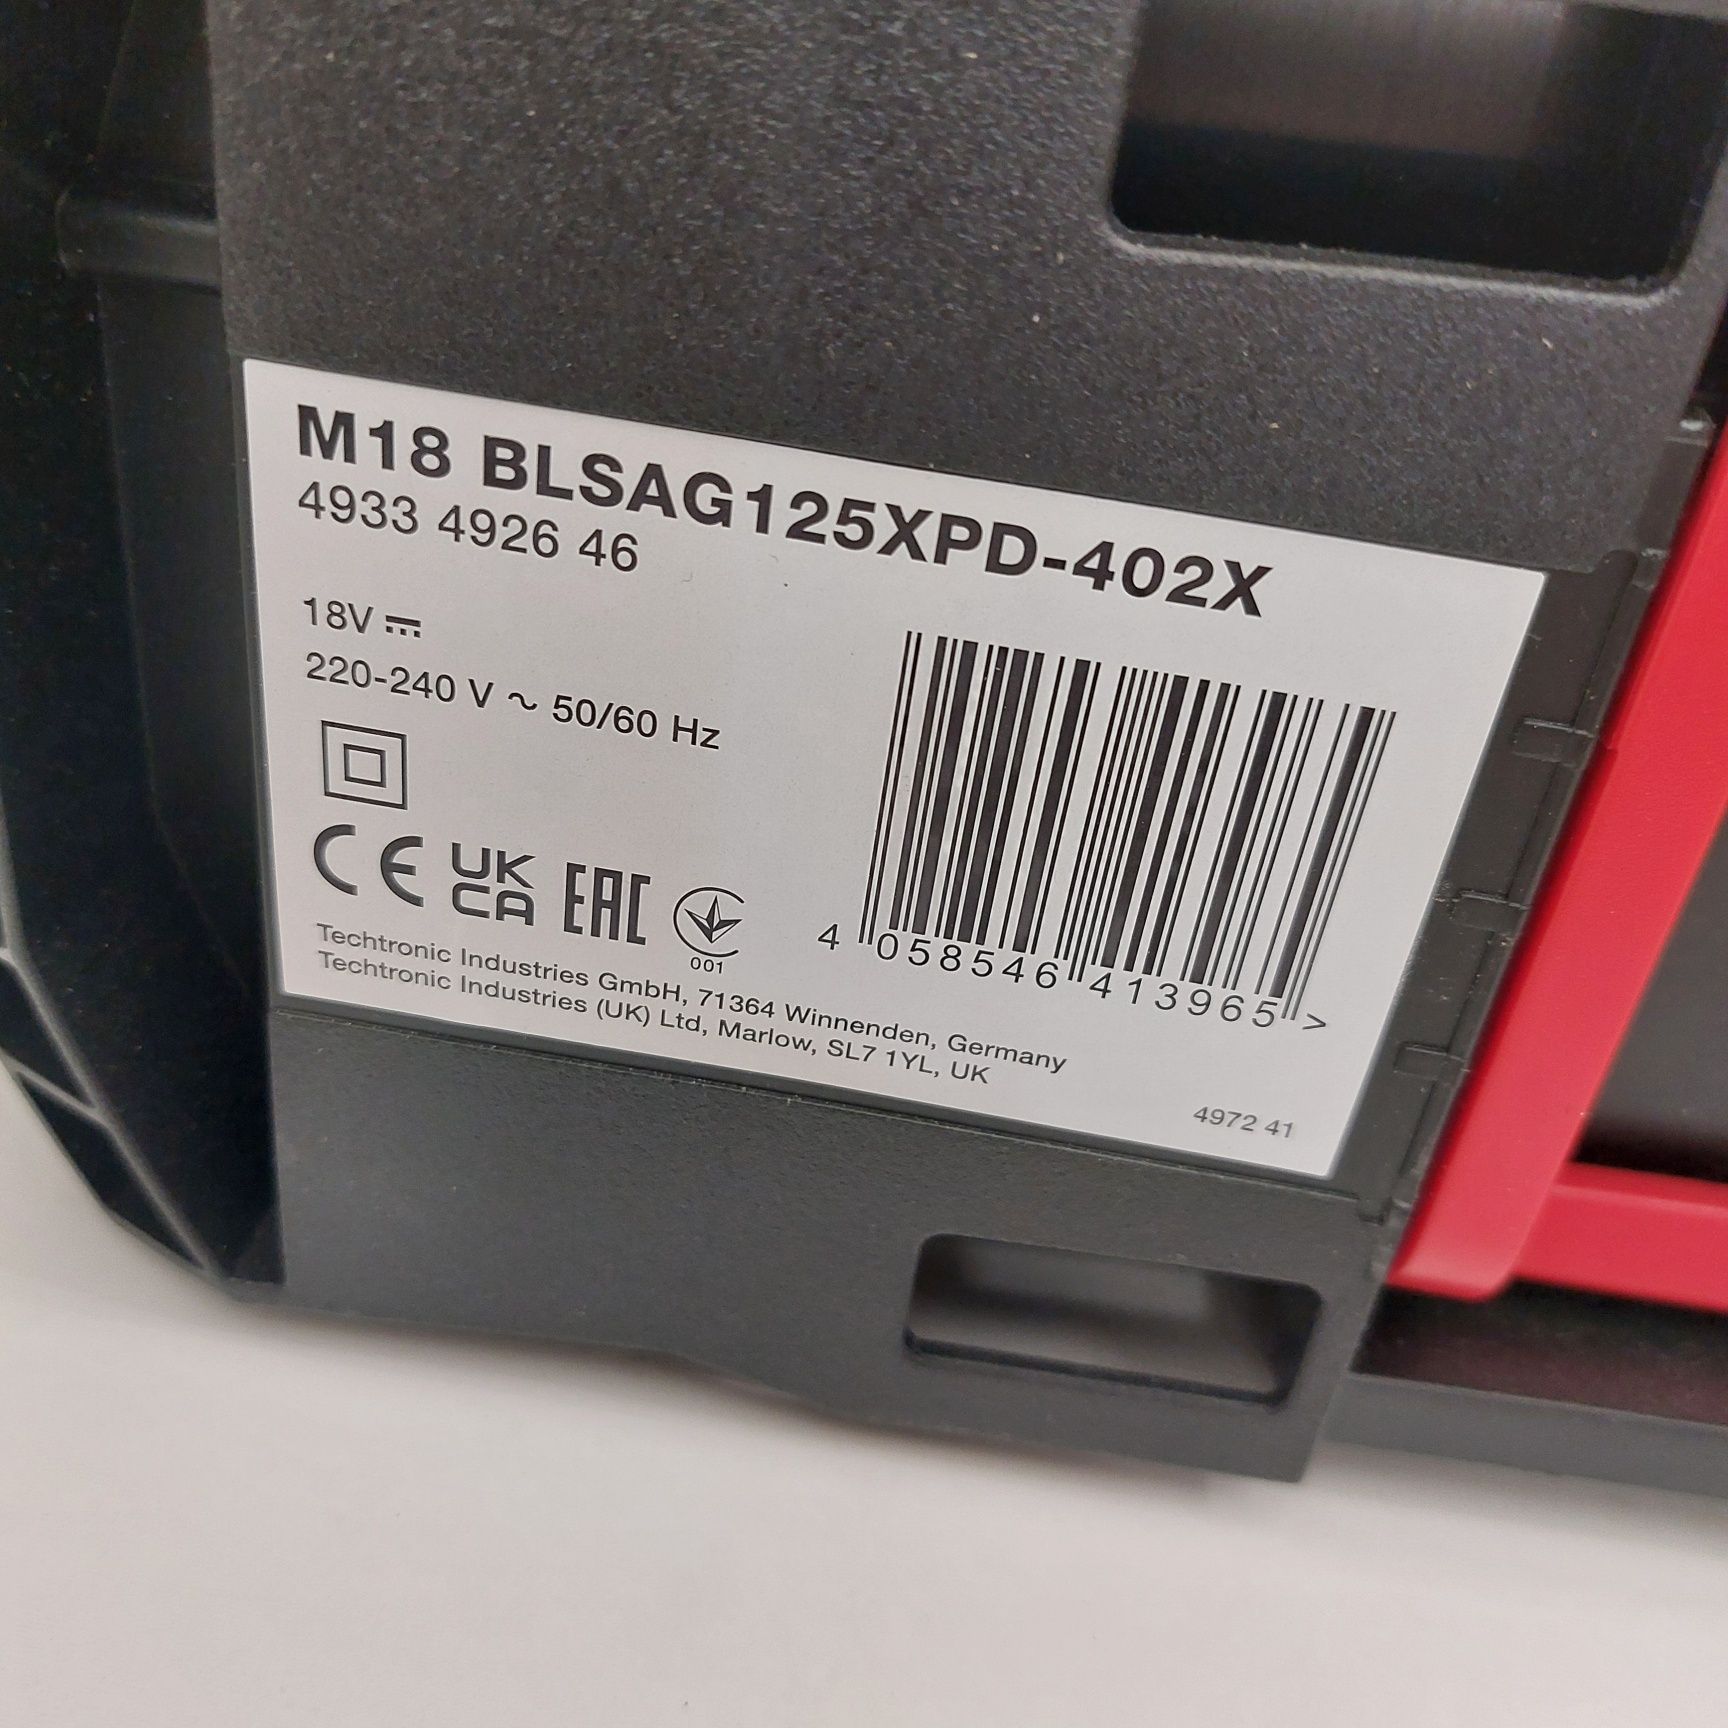 M18 BLSAG125XPD-402X
4933 4926 46
18V ⎓
220-240 V ~ 50/60 Hz
CE UK CA EAC
001
4 058546 413965 >
Techtronic Industries GmbH, 71364 Winnenden, Germany
Techtronic Industries (UK) Ltd, Marlow, SL7 1YL, UK
4972 41